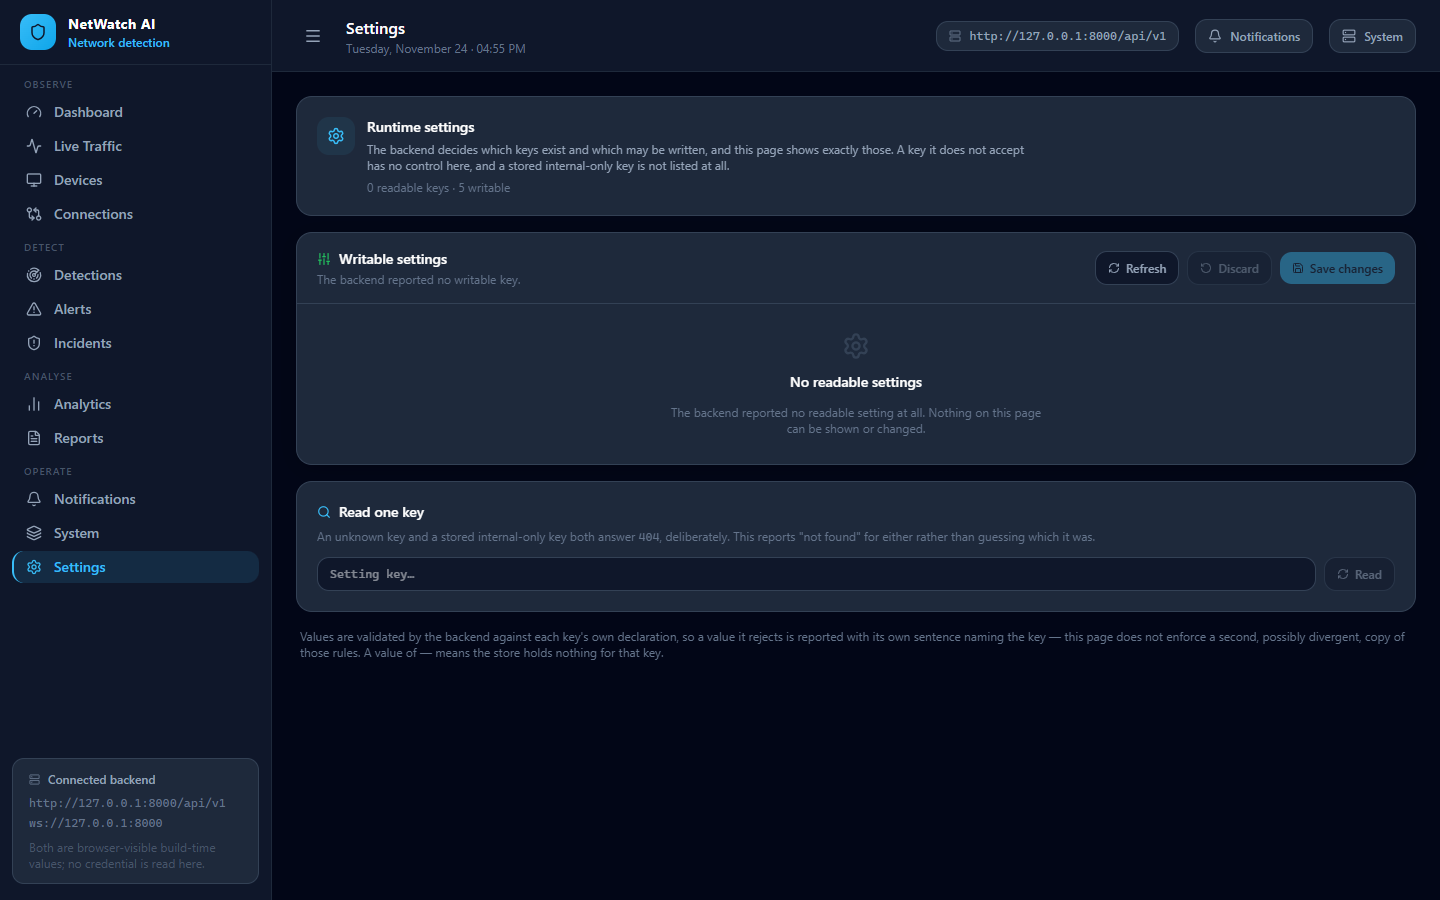 NetWatch AI
Network detection
OBSERVE
Dashboard
Live Traffic
Devices
Connections
DETECT
Detections
Alerts
Incidents
ANALYSE
Analytics
Reports
OPERATE
Notifications
System
Settings
Connected backend
http://127.0.0.1:8000/api/v1
ws://127.0.0.1:8000
Both are browser-visible build-time
values; no credential is read here.
Settings
Tuesday, November 24 · 04:55 PM
http://127.0.0.1:8000/api/v1
Notifications
System
Runtime settings
The backend decides which keys exist and which may be written, and this page shows exactly those. A key it does not accept
has no control here, and a stored internal-only key is not listed at all.
0 readable keys · 5 writable
Writable settings
The backend reported no writable key.
Refresh
Discard
Save changes
No readable settings
The backend reported no readable setting at all. Nothing on this page
can be shown or changed.
Read one key
An unknown key and a stored internal-only key both answer 404, deliberately. This reports "not found" for either rather than guessing which it was.
Setting key…
Read
Values are validated by the backend against each key's own declaration, so a value it rejects is reported with its own sentence naming the key — this page does not enforce a second, possibly divergent, copy of
those rules. A value of — means the store holds nothing for that key.